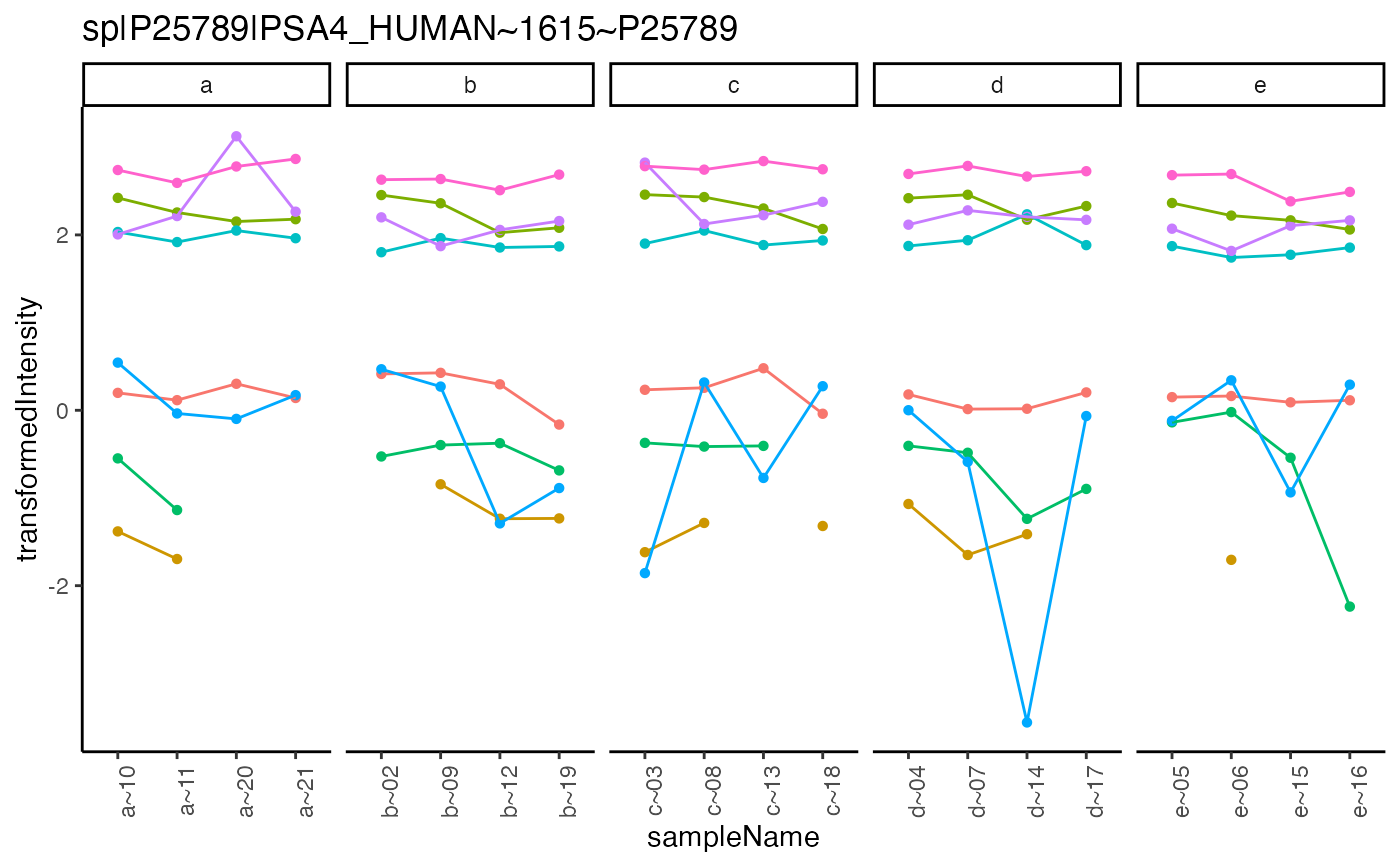 sp|P25789|PSA4_HUMAN~1615~P25789
a b c d e
transformedIntensity
2
0
-2
a~10 a~11 a~20 a~21 b~02 b~09 b~12 b~19 c~03 c~08 c~13 c~18 d~04 d~07 d~14 d~17 e~05 e~06 e~15 e~16
sampleName